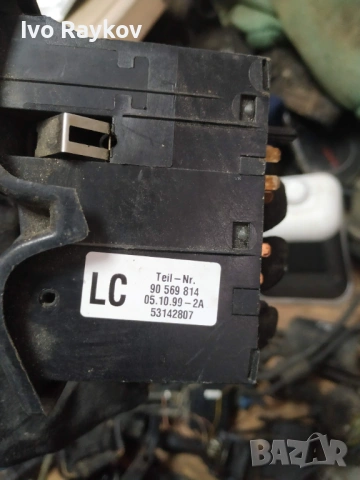 Ivo Raykov
LC
Teil-Nr.
90 569 814
05.10.99-2A
53142807
BAZAR